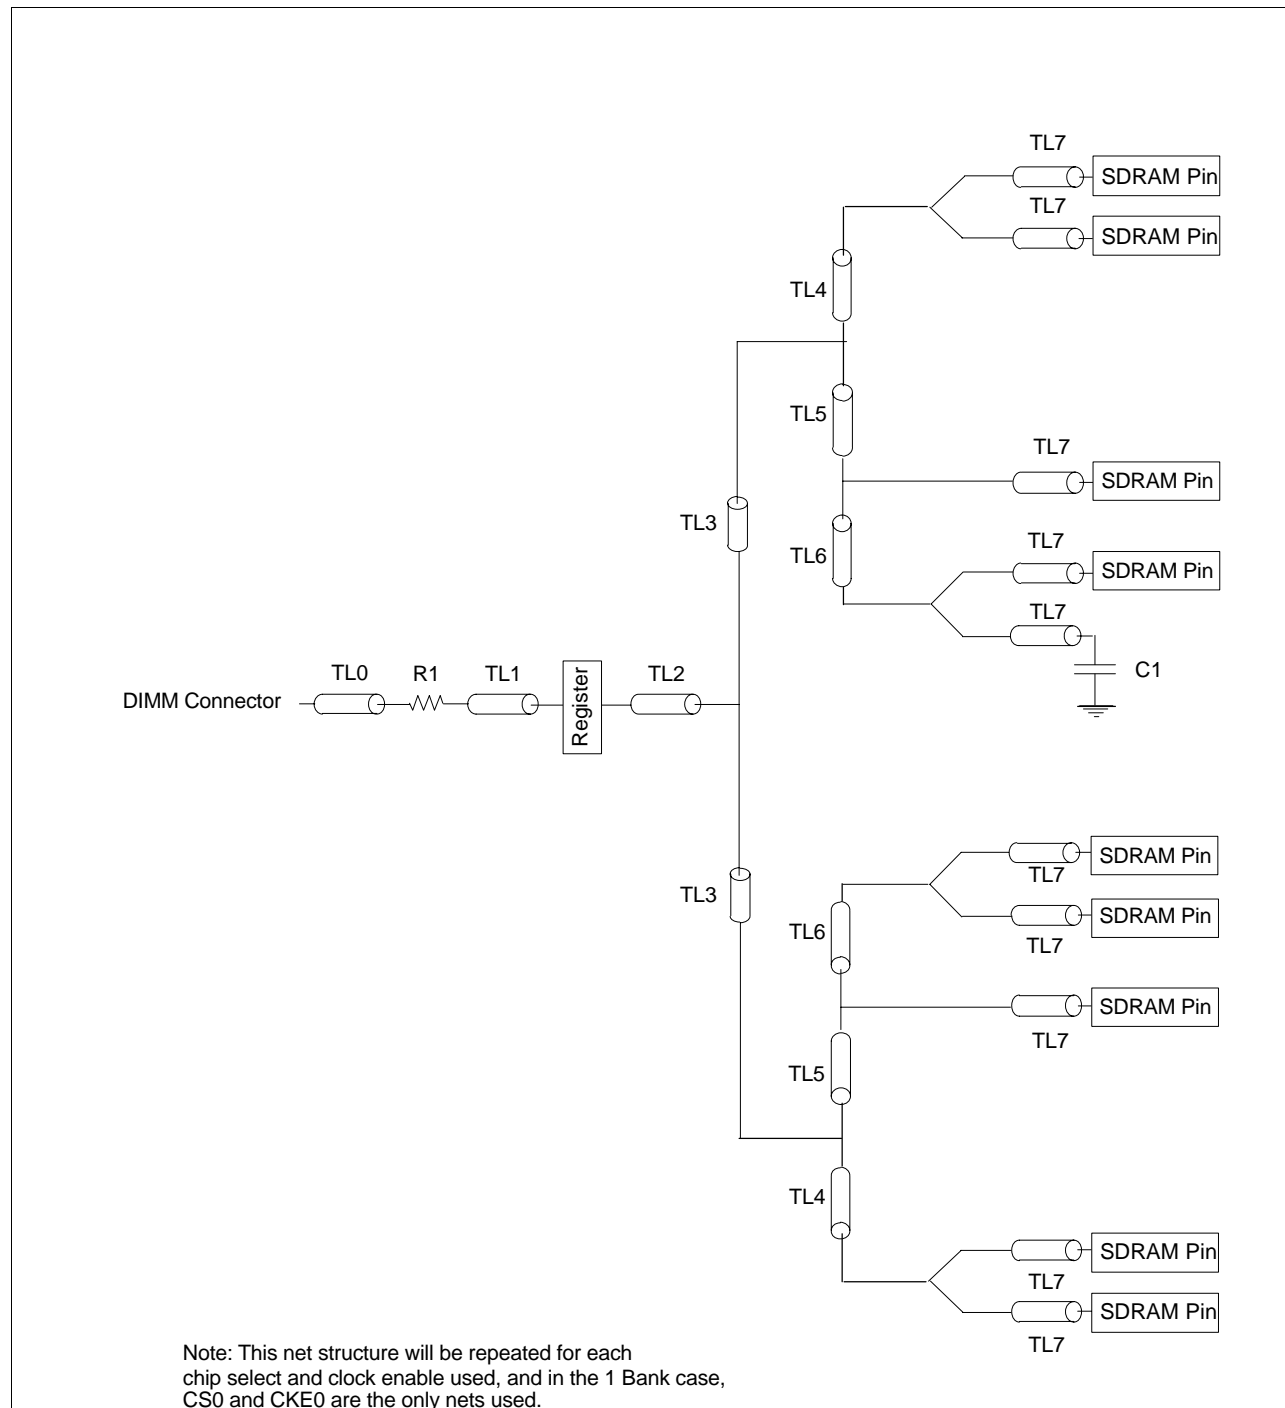 TL7
SDRAM Pin
TL7
SDRAM Pin
TL4
TL5
TL7
SDRAM Pin
TL3
TL6
TL7
SDRAM Pin
TL7
C1
DIMM Connector
TL0
R1
TL1
Register
TL2
SDRAM Pin
TL7
TL3
TL6
SDRAM Pin
TL7
SDRAM Pin
TL7
TL5
TL4
SDRAM Pin
TL7
SDRAM Pin
TL7
Note: This net structure will be repeated for each
chip select and clock enable used, and in the 1 Bank case,
CS0 and CKE0 are the only nets used.